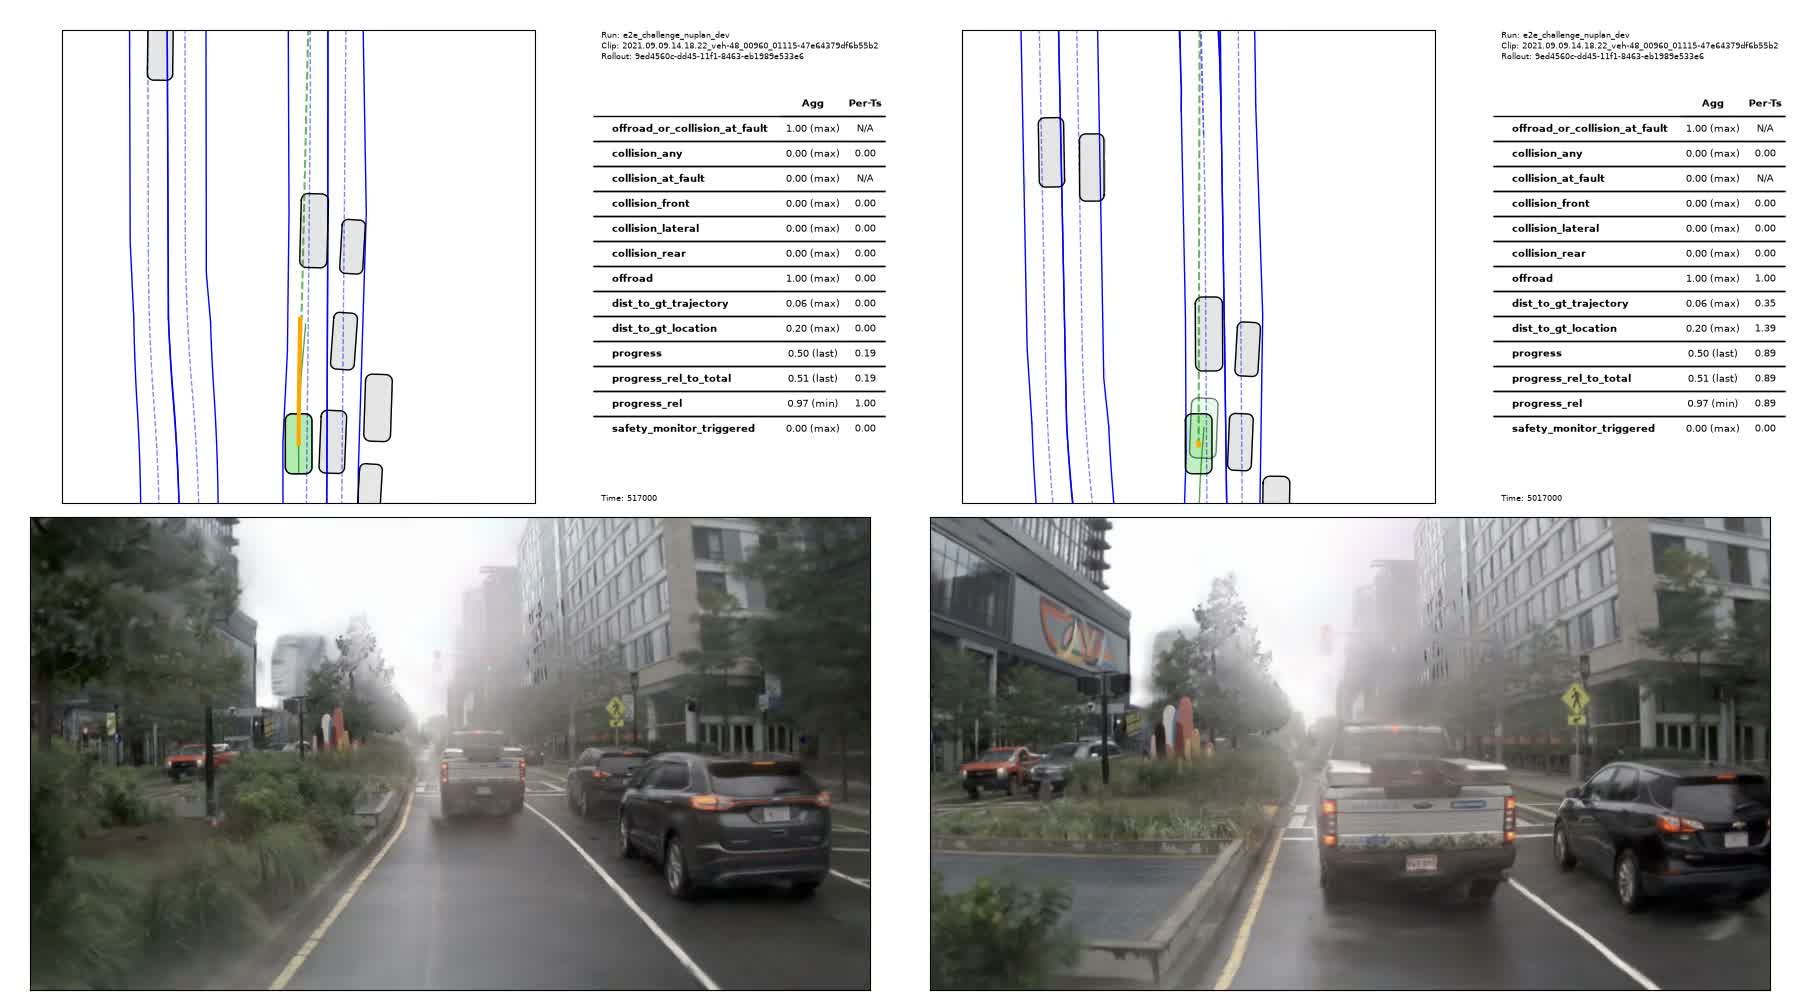 Run: e2e_challenge_nuplan_dev
Clip: 2021.09.09.14.18.22_veh-48_00960_01115-47e64379df6b55b2
Rollout: 9ed4560c-dd45-11f1-8463-eb1989e533e6
Agg Per-Ts
offroad_or_collision_at_fault 1.00 (max) N/A
collision_any 0.00 (max) 0.00
collision_at_fault 0.00 (max) N/A
collision_front 0.00 (max) 0.00
collision_lateral 0.00 (max) 0.00
collision_rear 0.00 (max) 0.00
offroad 1.00 (max) 0.00
dist_to_gt_trajectory 0.06 (max) 0.00
dist_to_gt_location 0.20 (max) 0.00
progress 0.50 (last) 0.19
progress_rel_to_total 0.51 (last) 0.19
progress_rel 0.97 (min) 1.00
safety_monitor_triggered 0.00 (max) 0.00
Time: 517000
Run: e2e_challenge_nuplan_dev
Clip: 2021.09.09.14.18.22_veh-48_00960_01115-47e64379df6b55b2
Rollout: 9ed4560c-dd45-11f1-8463-eb1989e533e6
Agg Per-Ts
offroad_or_collision_at_fault 1.00 (max) N/A
collision_any 0.00 (max) 0.00
collision_at_fault 0.00 (max) N/A
collision_front 0.00 (max) 0.00
collision_lateral 0.00 (max) 0.00
collision_rear 0.00 (max) 0.00
offroad 1.00 (max) 1.00
dist_to_gt_trajectory 0.06 (max) 0.35
dist_to_gt_location 0.20 (max) 1.39
progress 0.50 (last) 0.89
progress_rel_to_total 0.51 (last) 0.89
progress_rel 0.97 (min) 0.89
safety_monitor_triggered 0.00 (max) 0.00
Time: 5017000